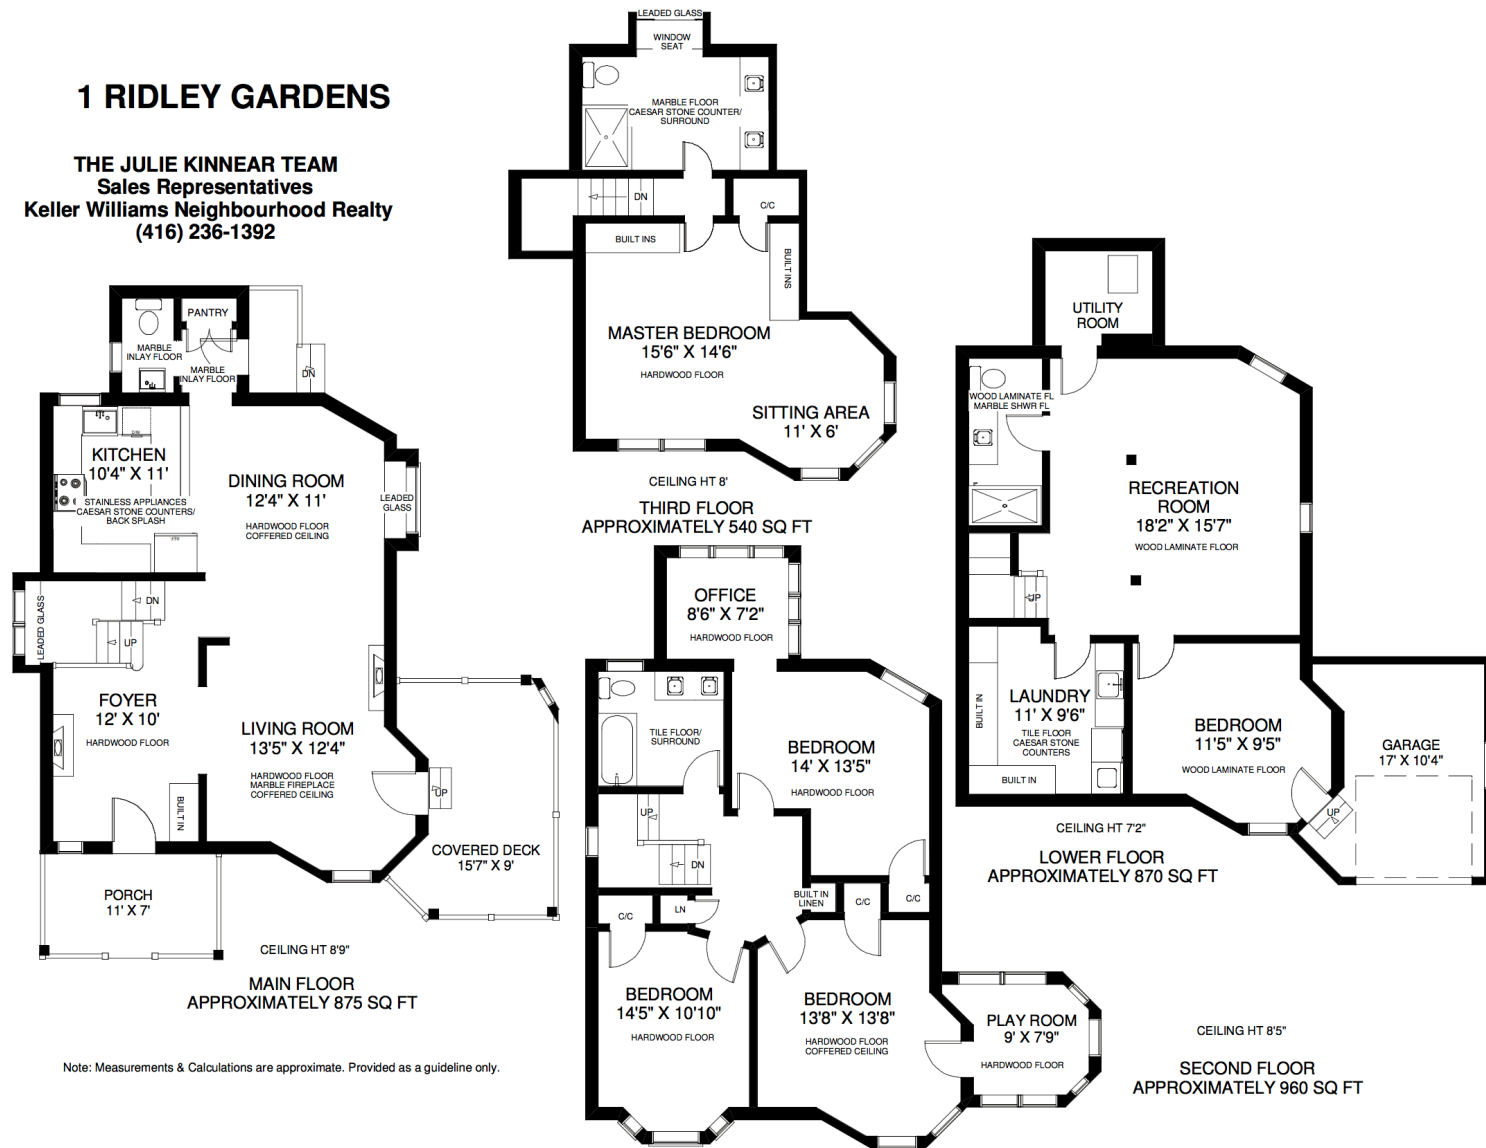 1 RIDLEY GARDENS
THE JULIE KINNEAR TEAM
Sales Representatives
Keller Williams Neighbourhood Realty
(416) 236-1392
PANTRY
MARBLE
INLAY FLOOR
MARBLE
INLAY FLOOR
DN
KITCHEN
10'4" X 11'
STAINLESS APPLIANCES
CAESAR STONE COUNTERS/
BACK SPLASH
DINING ROOM
12'4" X 11'
HARDWOOD FLOOR
COFFERED CEILING
LEADED
GLASS
LEADED GLASS
DN
UP
FOYER
12' X 10'
HARDWOOD FLOOR
BUILT IN
LIVING ROOM
13'5" X 12'4"
HARDWOOD FLOOR
MARBLE FIREPLACE
COFFERED CEILING
UP
COVERED DECK
15'7" X 9'
PORCH
11' X 7'
CEILING HT 8'9"
MAIN FLOOR
APPROXIMATELY 875 SQ FT
Note: Measurements & Calculations are approximate. Provided as a guideline only.
LEADED GLASS
WINDOW
SEAT
MARBLE FLOOR
CAESAR STONE COUNTER/
SURROUND
DN
C/C
BUILT INS
BUILT INS
MASTER BEDROOM
15'6" X 14'6"
HARDWOOD FLOOR
SITTING AREA
11' X 6'
CEILING HT 8'
THIRD FLOOR
APPROXIMATELY 540 SQ FT
OFFICE
8'6" X 7'2"
HARDWOOD FLOOR
TILE FLOOR/
SURROUND
BEDROOM
14' X 13'5"
HARDWOOD FLOOR
UP
DN
BUILT IN
LINEN
C/C
C/C
C/C
LN
BEDROOM
14'5" X 10'10"
HARDWOOD FLOOR
BEDROOM
13'8" X 13'8"
HARDWOOD FLOOR
COFFERED CEILING
PLAY ROOM
9' X 7'9"
HARDWOOD FLOOR
CEILING HT 8'5"
SECOND FLOOR
APPROXIMATELY 960 SQ FT
UTILITY
ROOM
WOOD LAMINATE FL
MARBLE SHWR FL
RECREATION
ROOM
18'2" X 15'7"
WOOD LAMINATE FLOOR
UP
LAUNDRY
11' X 9'6"
TILE FLOOR
CAESAR STONE
COUNTERS
BUILT IN
BUILT IN
BEDROOM
11'5" X 9'5"
WOOD LAMINATE FLOOR
UP
GARAGE
17' X 10'4"
CEILING HT 7'2"
LOWER FLOOR
APPROXIMATELY 870 SQ FT